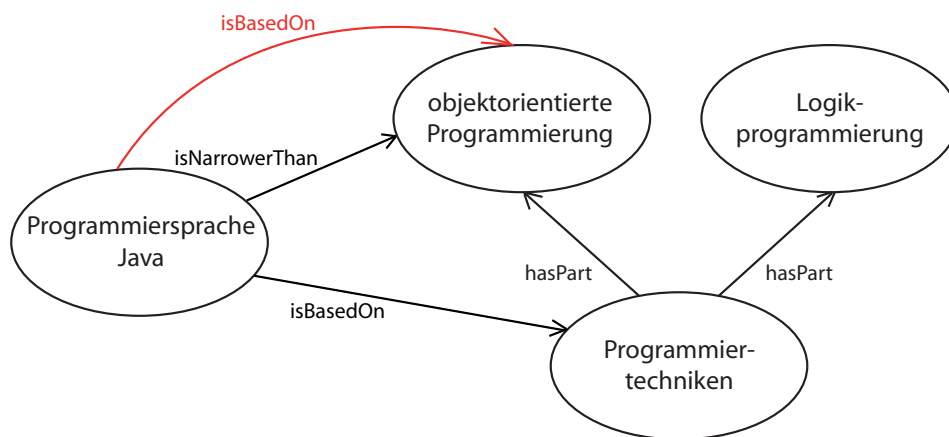 isBasedOn
objektorientierte
Programmierung
Logik-
programmierung
isNarrowerThan
Programmiersprache
Java
hasPart
hasPart
isBasedOn
Programmier-
techniken